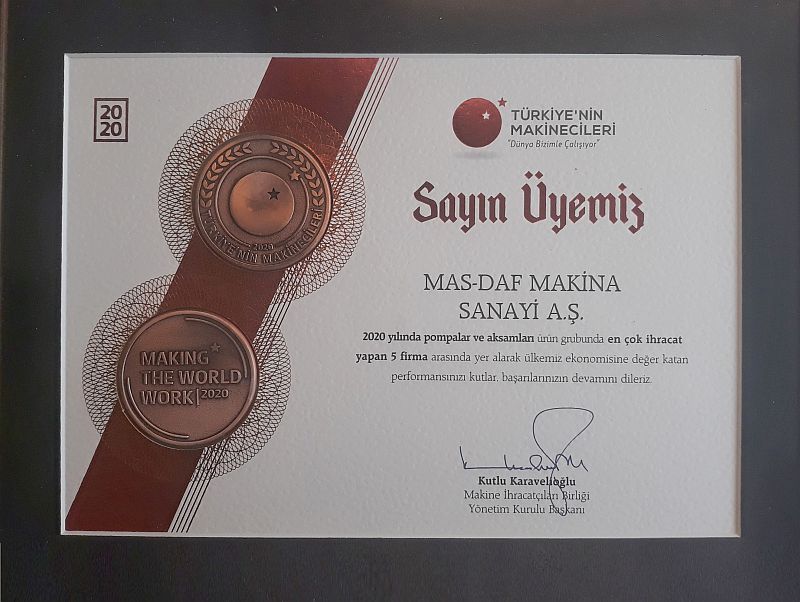 20
20
TÜRKİYE'NİN MAKİNECİLERİ
2020
MAKING
THE WORLD
WORK|2020
TÜRKİYE'NİN
MAKİNECİLERİ
"Dünya Bizimle Çalışıyor"
Sayın Üyemiz
MAS-DAF MAKİNA
SANAYİ A.Ş.
2020 yılında pompalar ve aksamları ürün grubunda en çok ihracat
yapan 5 firma arasında yer alarak ülkemiz ekonomisine değer katan
performansınızı kutlar, başarılarınızın devamını dileriz.
Kutlu Karavelioğlu
Makine İhracatçıları Birliği
Yönetim Kurulu Başkanı